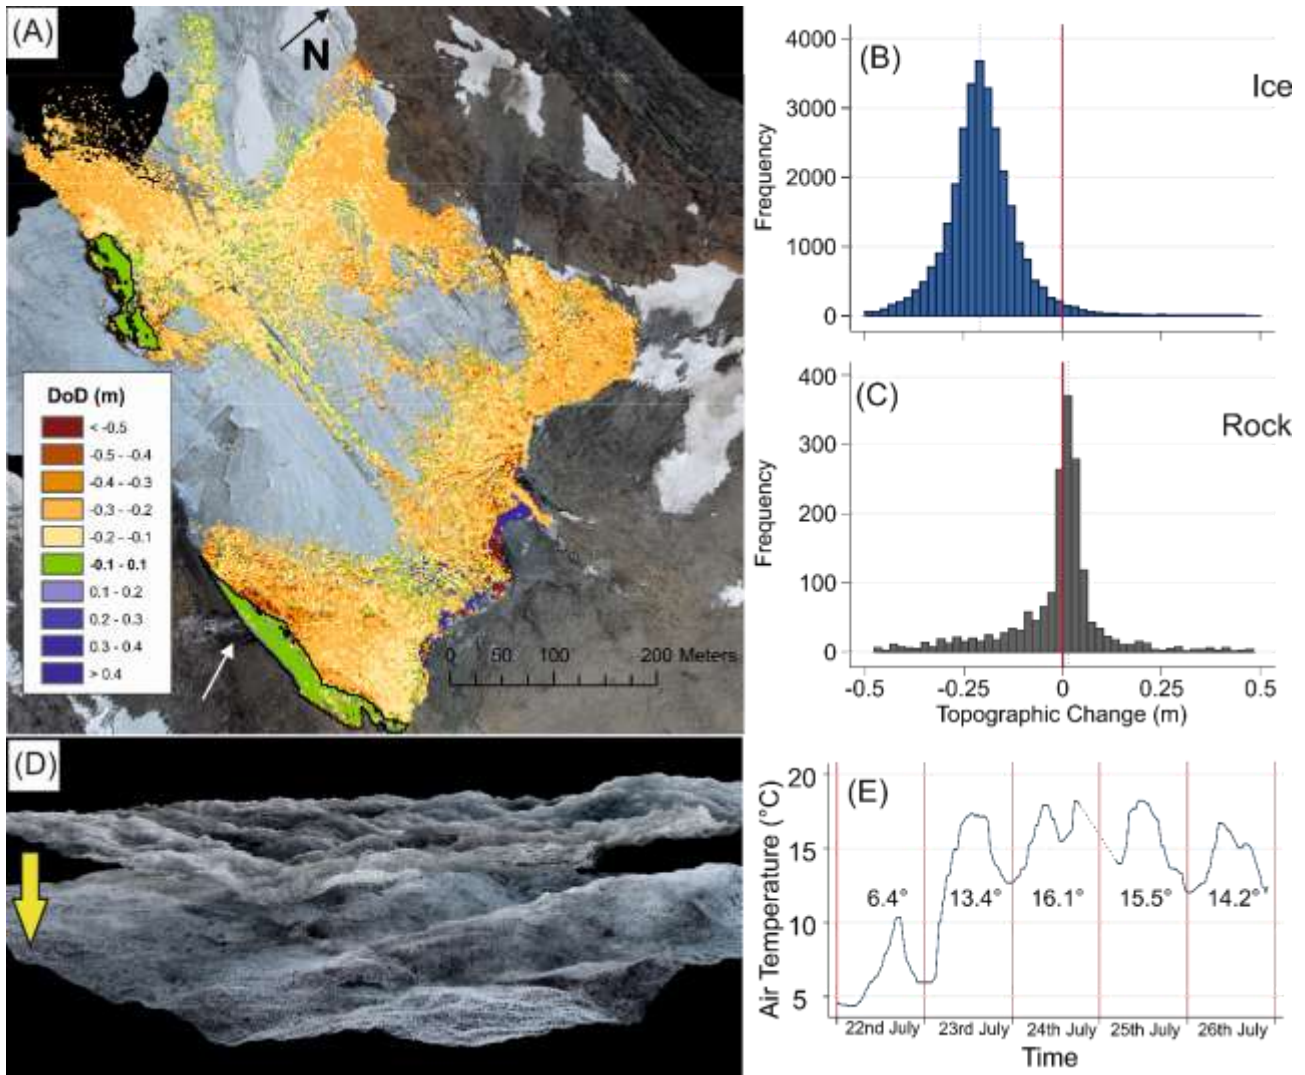 (A)
N
DoD (m)
< -0.5
-0.5 - -0.4
-0.4 - -0.3
-0.3 - -0.2
-0.2 - -0.1
-0.1 - 0.1
0.1 - 0.2
0.2 - 0.3
0.3 - 0.4
> 0.4
0 50 100 200 Meters
(B)
Ice
Frequency
4000
3000
2000
1000
0
(C)
Rock
Frequency
400
300
200
100
0
-0.5 -0.25 0 0.25 0.5
Topographic Change (m)
(D)
(E)
Air Temperature (°C)
20
15
10
5
6.4° 13.4° 16.1° 15.5° 14.2°
22nd July 23rd July 24th July 25th July 26th July
Time